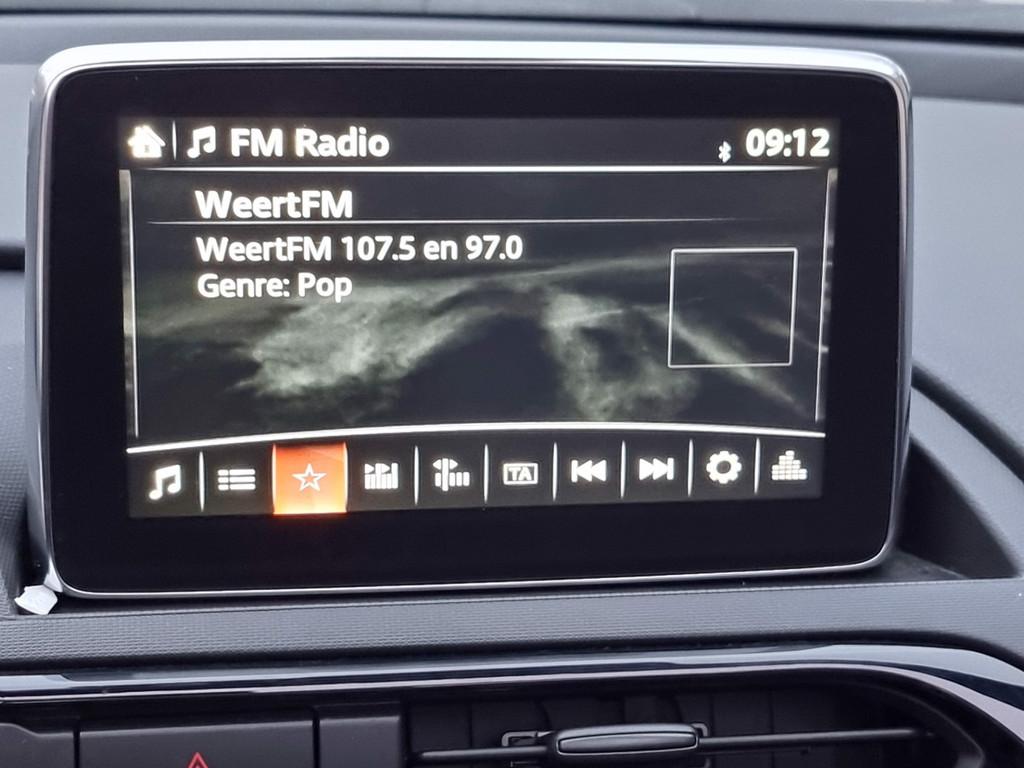 FM Radio
09:12
WeertFM
WeertFM 107.5 en 97.0
Genre: Pop
TA